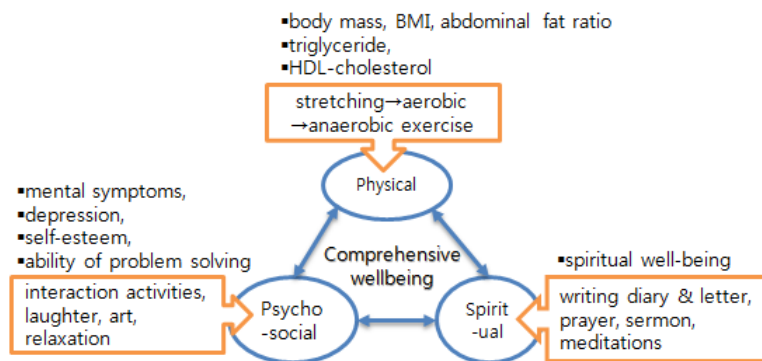 ▪body mass, BMI, abdominal fat ratio
▪triglyceride,
▪HDL-cholesterol
stretching→aerobic
→anaerobic exercise
Physical
▪mental symptoms,
▪depression,
▪self-esteem,
▪ability of problem solving
interaction activities,
laughter, art,
relaxation
Psycho
-social
Comprehensive
wellbeing
▪spiritual well-being
writing diary & letter,
prayer, sermon,
meditations
Spirit
-ual